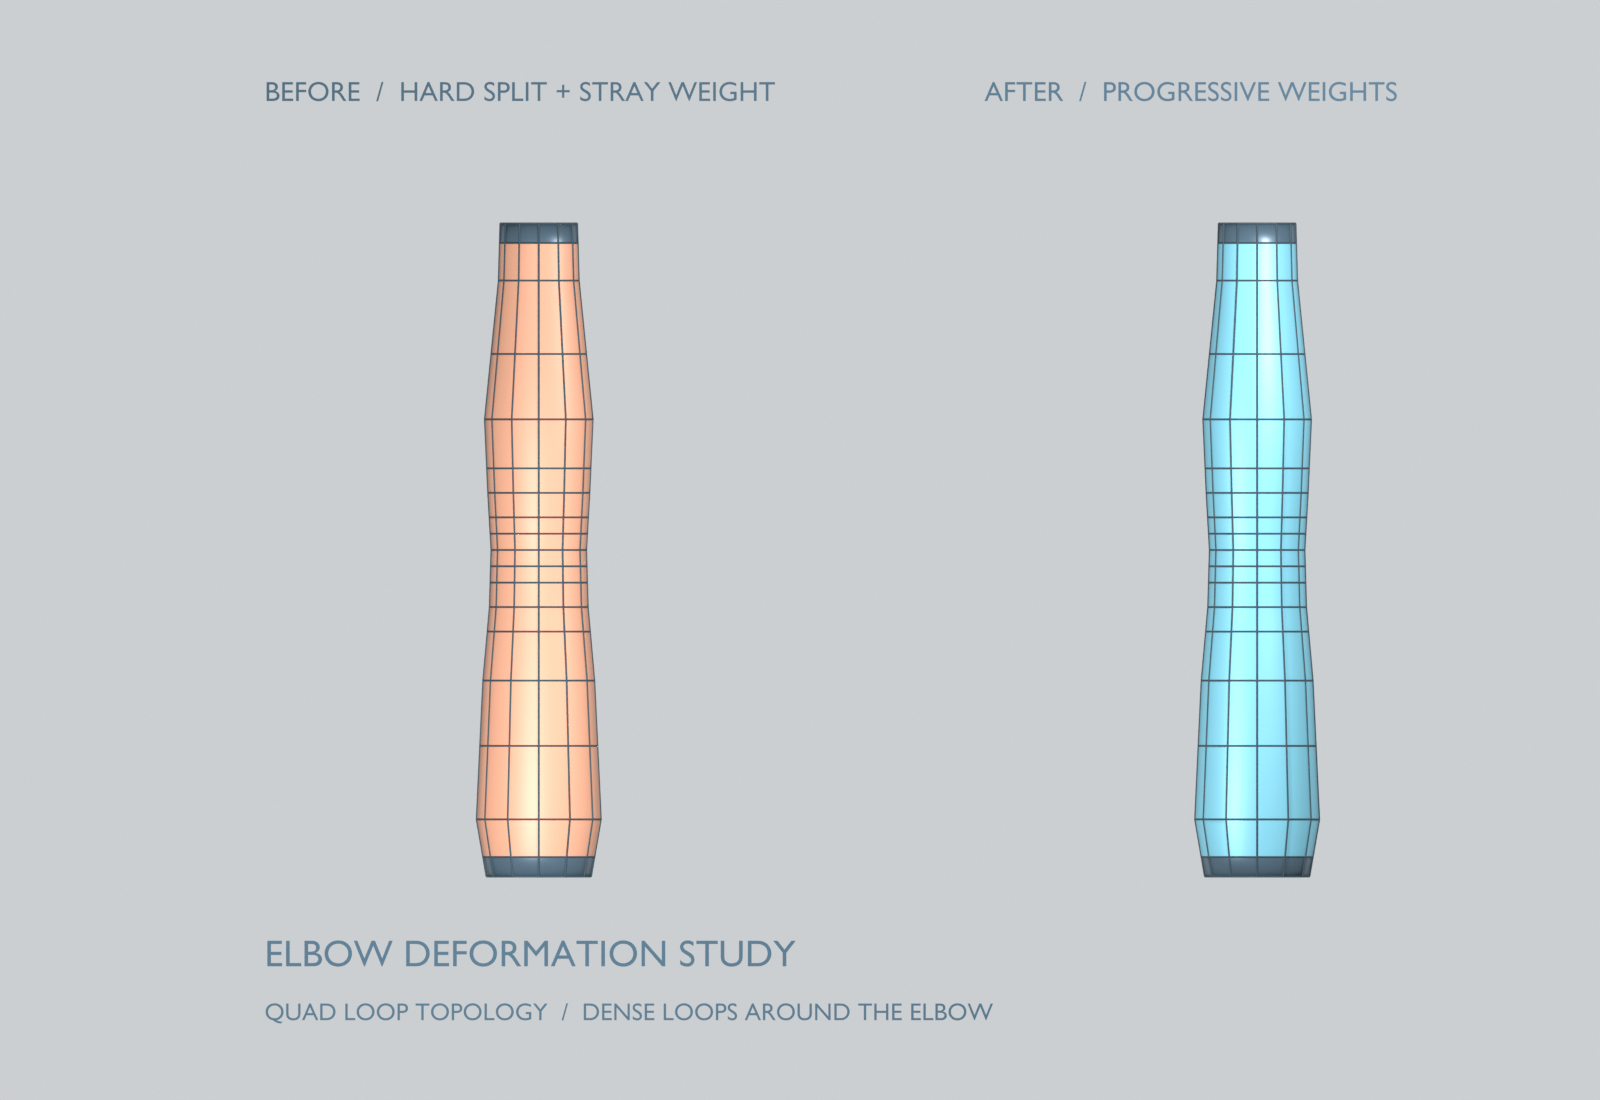 BEFORE / HARD SPLIT + STRAY WEIGHT
AFTER / PROGRESSIVE WEIGHTS
ELBOW DEFORMATION STUDY
QUAD LOOP TOPOLOGY / DENSE LOOPS AROUND THE ELBOW